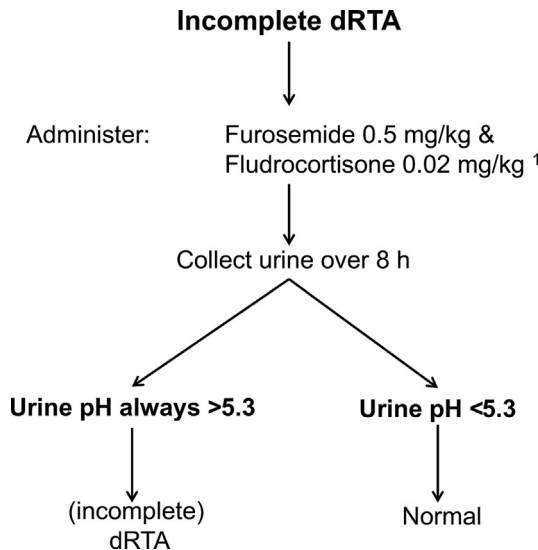 Incomplete dRTA
Administer: Furosemide 0.5 mg/kg &
Fludrocortisone 0.02 mg/kg ¹
Collect urine over 8 h
Urine pH always >5.3
Urine pH <5.3
(incomplete)
dRTA
Normal